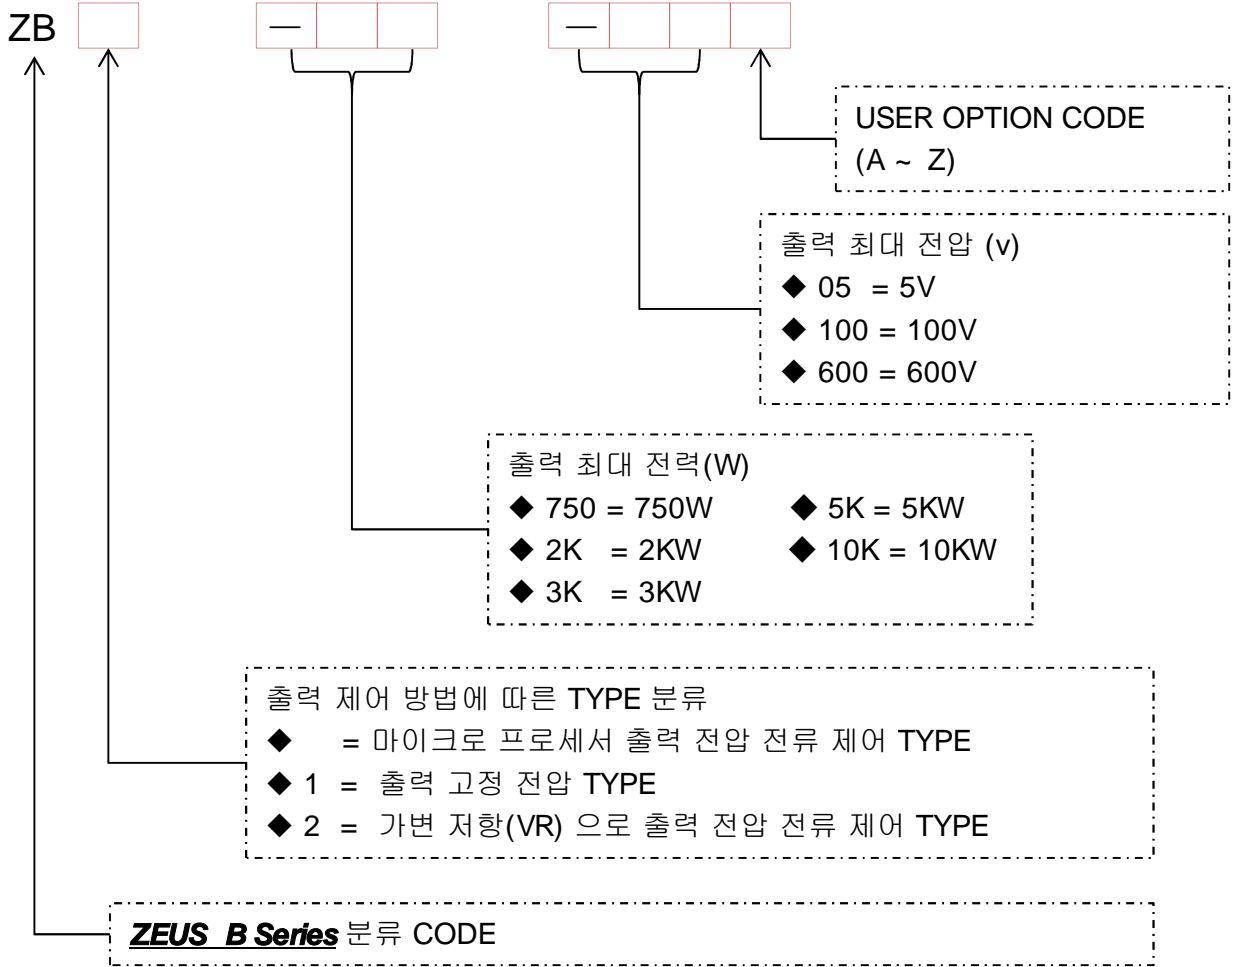 ZB — —
USER OPTION CODE
(A ~ Z)
출력 최대 전압 (v)
◆ 05 = 5V
◆ 100 = 100V
◆ 600 = 600V
출력 최대 전력(W)
◆ 750 = 750W ◆ 5K = 5KW
◆ 2K = 2KW ◆ 10K = 10KW
◆ 3K = 3KW
출력 제어 방법에 따른 TYPE 분류
◆ = 마이크로 프로세서 출력 전압 전류 제어 TYPE
◆ 1 = 출력 고정 전압 TYPE
◆ 2 = 가변 저항(VR) 으로 출력 전압 전류 제어 TYPE
ZEUS B Series 분류 CODE